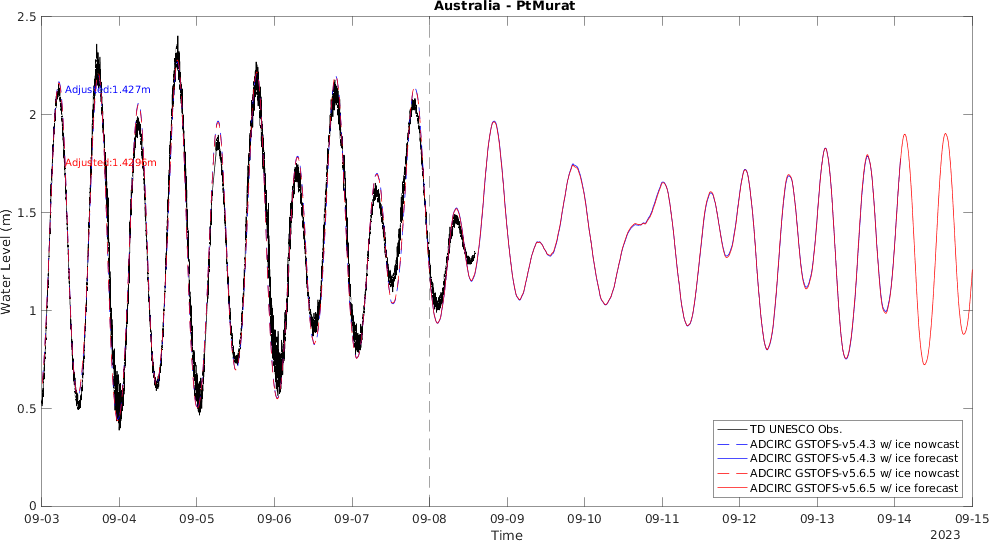 Australia - PtMurat
2.5
2
1.5
1
0.5
0
Water Level (m)
Adjusted:1.427m
Adjusted:1.4296m
TD UNESCO Obs.
ADCIRC GSTOFS-v5.4.3 w/ ice nowcast
ADCIRC GSTOFS-v5.4.3 w/ ice forecast
ADCIRC GSTOFS-v5.6.5 w/ ice nowcast
ADCIRC GSTOFS-v5.6.5 w/ ice forecast
09-03 09-04 09-05 09-06 09-07 09-08 09-09 09-10 09-11 09-12 09-13 09-14 09-15
Time
2023